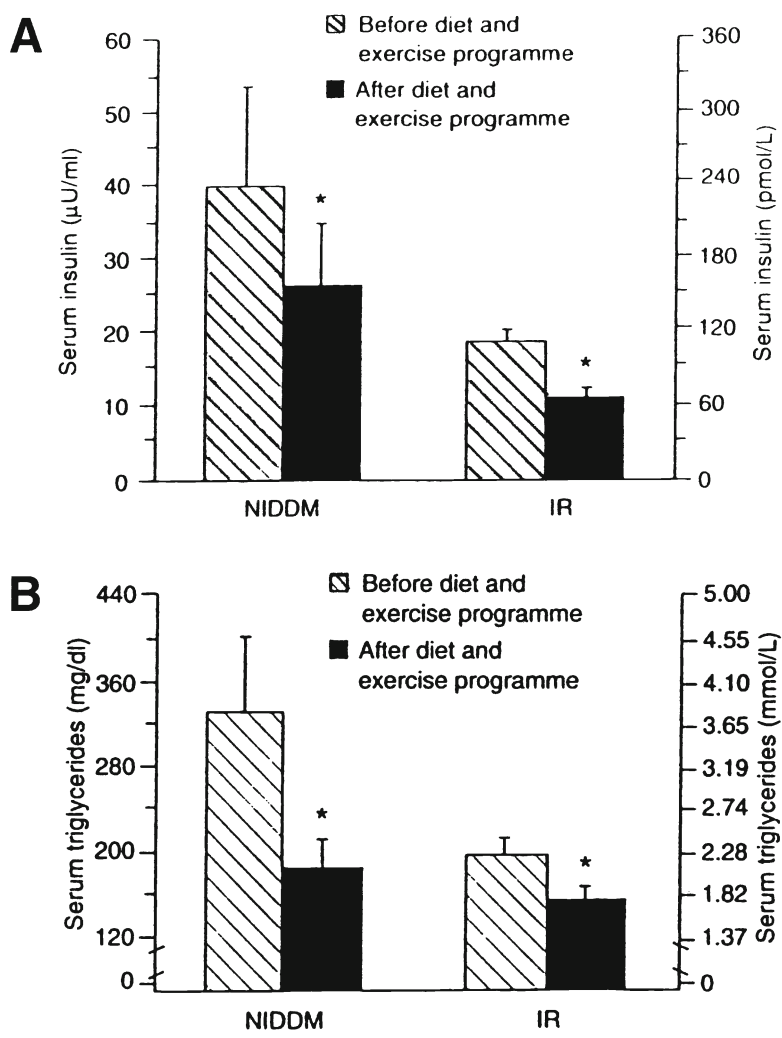 A
Before diet and
exercise programme
After diet and
exercise programme
Serum insulin (µU/ml)
60
50
40
30
20
10
0
Serum insulin (pmol/L)
360
300
240
180
120
60
0
*
*
NIDDM
IR
B
Before diet and
exercise programme
After diet and
exercise programme
Serum triglycerides (mg/dl)
440
360
280
200
120
0
Serum triglycerides (mmol/L)
5.00
4.55
4.10
3.65
3.19
2.74
2.28
1.82
1.37
0
*
*
NIDDM
IR